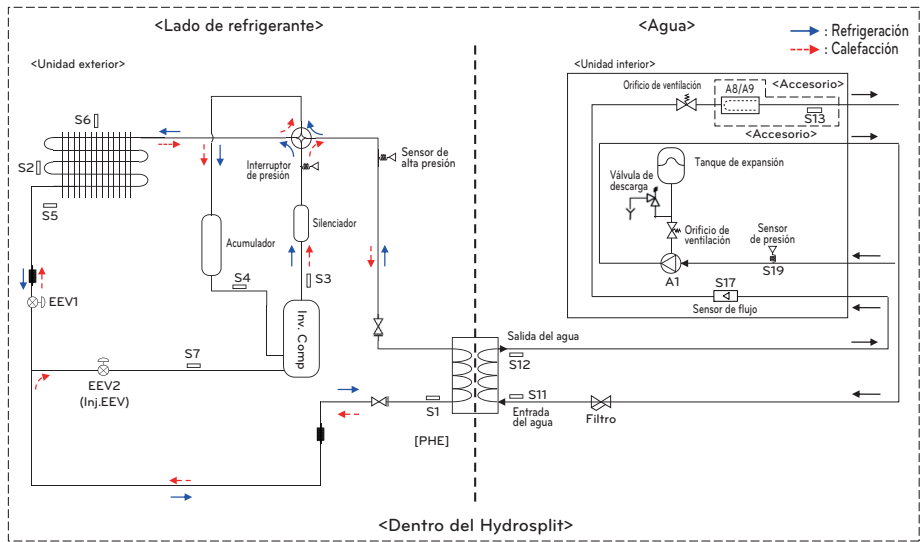 <Lado de refrigerante>
<Agua>
: Refrigeración
: Calefacción
<Unidad exterior>
<Unidad interior>
Orificio de ventilación
A8/A9
<Accesorio>
S13
<Accesorio>
S6
S2
S5
Interruptor
de presión
Sensor de
alta presión
Silenciador
Acumulador
S4
S3
Inv. Comp
EEV1
EEV2
(Inj.EEV)
S7
Tanque de expansión
Válvula de
descarga
Orificio de
ventilación
Sensor
de presión
S19
A1
S17
Sensor de flujo
Salida del agua
S12
S11
Entrada
del agua
Filtro
S1
[PHE]
<Dentro del Hydrosplit>